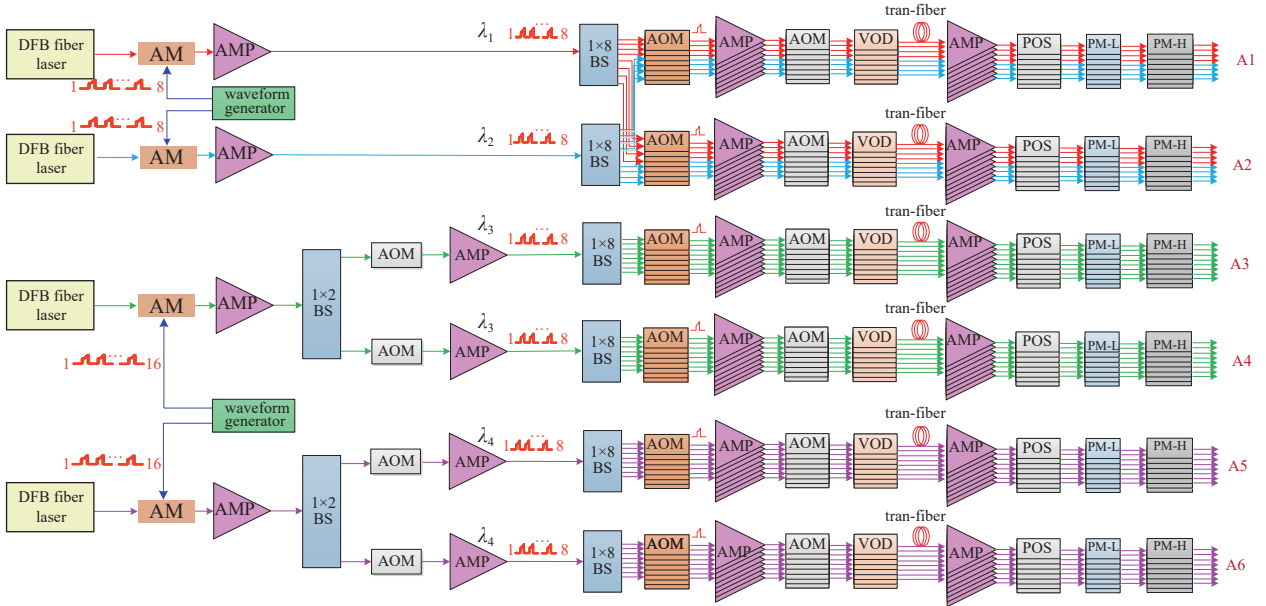 DFB fiber
laser
AM
AMP
λ1
1 ... 8
1×8
BS
AOM
AMP
AOM
VOD
tran-fiber
AMP
POS
PM-L
PM-H
A1
1 ... 8
waveform
generator
1 ... 8
DFB fiber
laser
AM
AMP
λ2
1 ... 8
1×8
BS
AOM
AMP
AOM
VOD
tran-fiber
AMP
POS
PM-L
PM-H
A2
DFB fiber
laser
AM
AMP
1×2
BS
AOM
AMP
λ3
1 ... 8
1×8
BS
AOM
AMP
AOM
VOD
tran-fiber
AMP
POS
PM-L
PM-H
A3
AOM
AMP
λ3
1 ... 8
1×8
BS
AOM
AMP
AOM
VOD
tran-fiber
AMP
POS
PM-L
PM-H
A4
1 ... 16
waveform
generator
1 ... 16
DFB fiber
laser
AM
AMP
1×2
BS
AOM
AMP
λ4
1 ... 8
1×8
BS
AOM
AMP
AOM
VOD
tran-fiber
AMP
POS
PM-L
PM-H
A5
AOM
AMP
λ4
1 ... 8
1×8
BS
AOM
AMP
AOM
VOD
tran-fiber
AMP
POS
PM-L
PM-H
A6